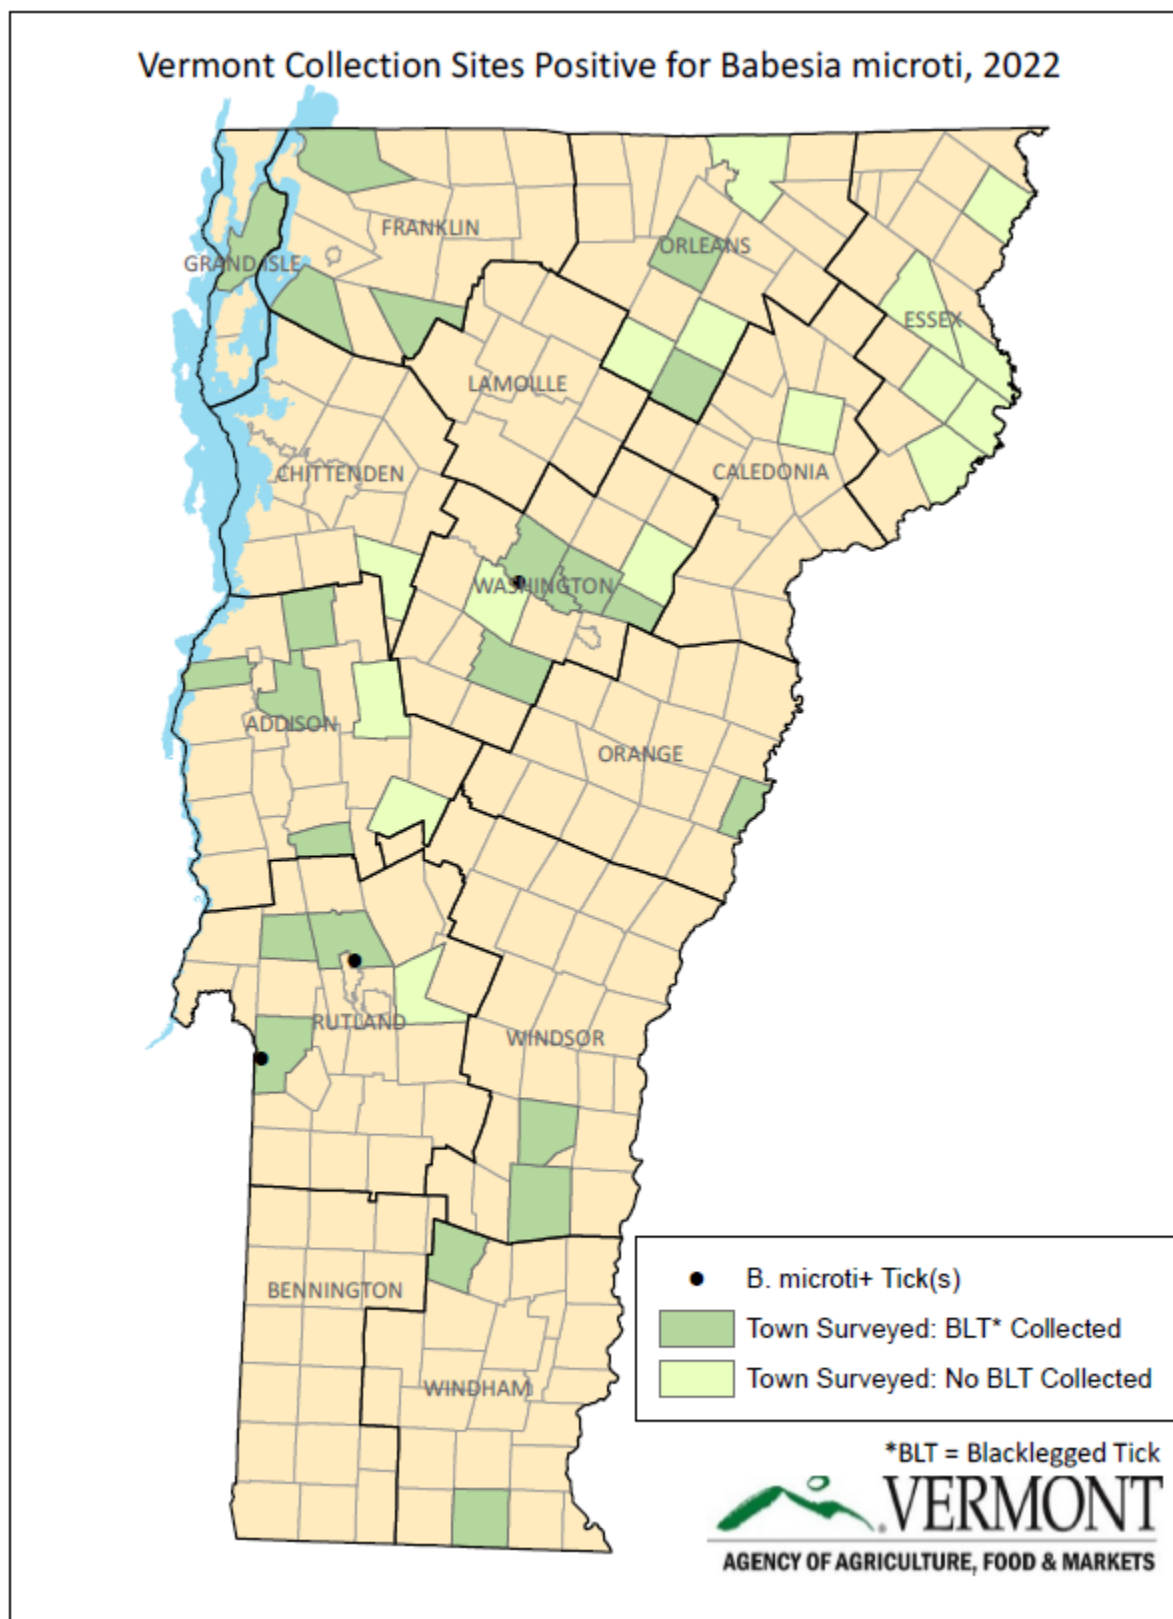 Vermont Collection Sites Positive for Babesia microti, 2022
FRANKLIN
ORLEANS
GRAND ISLE
ESSEX
LAMOILLE
CHITTENDEN
CALEDONIA
WASHINGTON
ADDISON
ORANGE
RUTLAND
WINDSOR
BENNINGTON
WINDHAM
B. microti+ Tick(s)
Town Surveyed: BLT* Collected
Town Surveyed: No BLT Collected
*BLT = Blacklegged Tick
VERMONT
AGENCY OF AGRICULTURE, FOOD & MARKETS